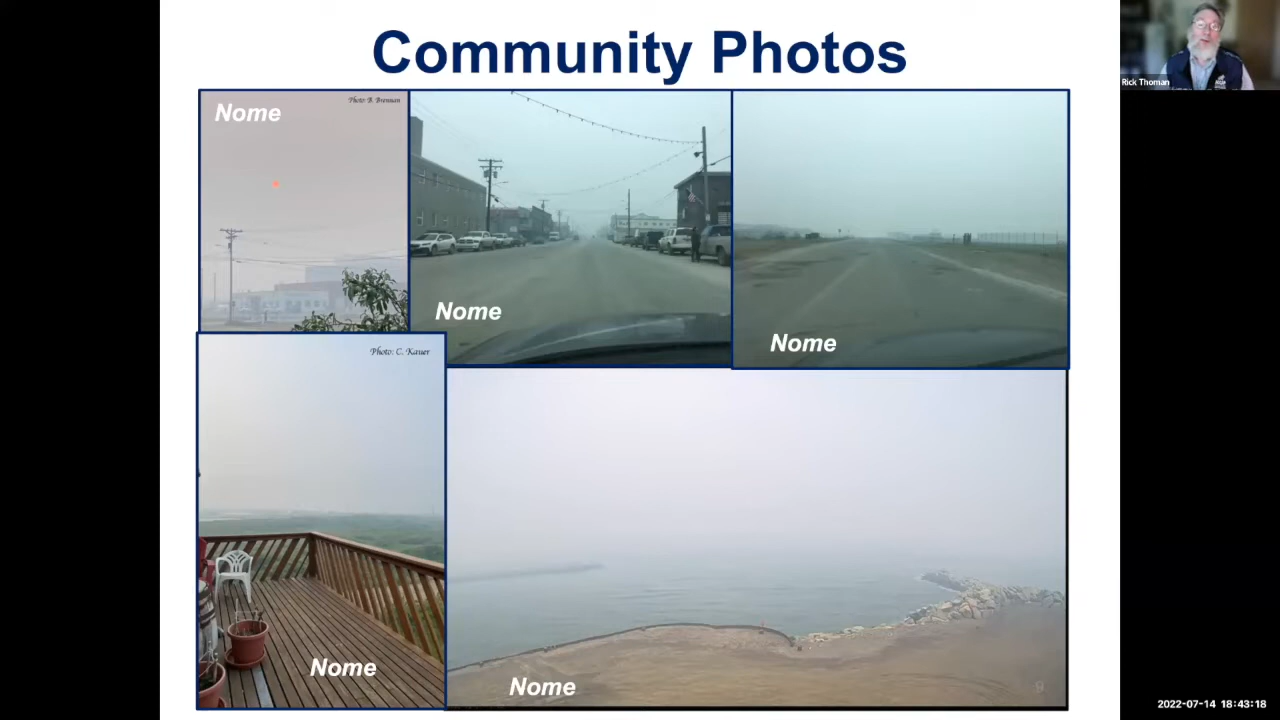 Community Photos
Rick Thoman
Nome
Photo: B. Brennan
Nome
Nome
Photo: C. Kauer
Nome
Nome
9
2022-07-14 18:43:18